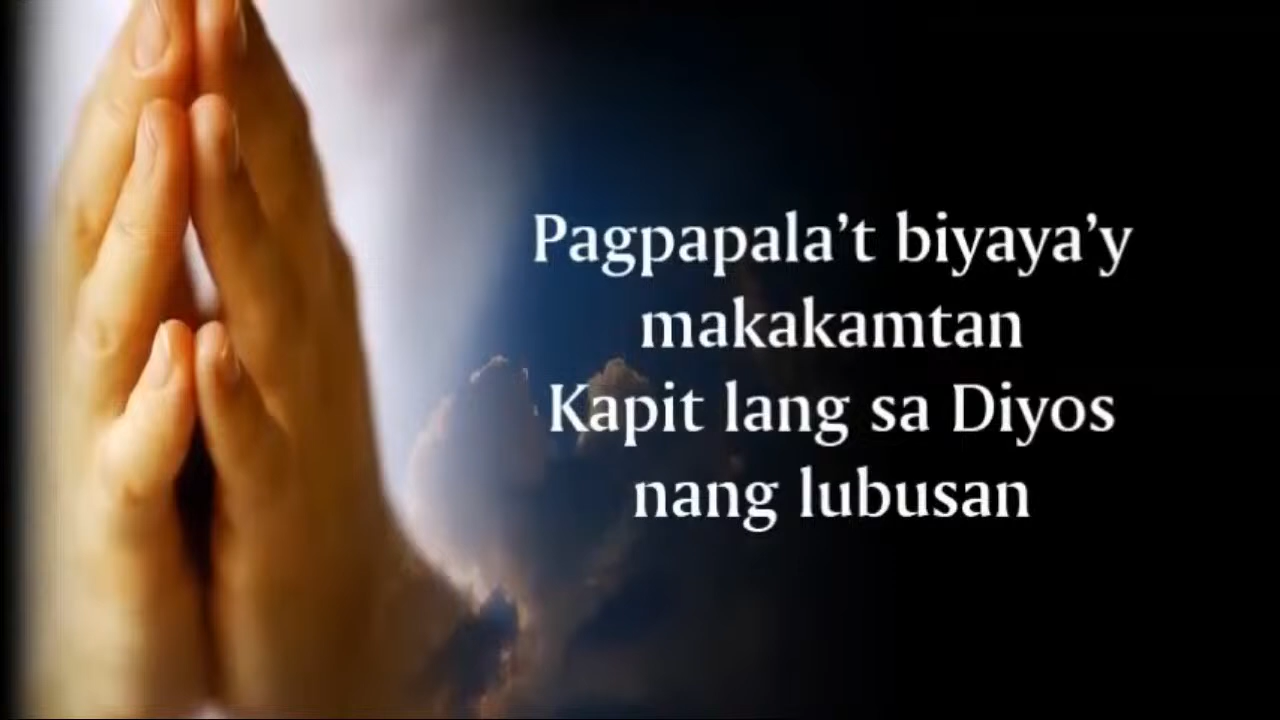 Pagpapala’t biyaya’y
makakamtan
Kapit lang sa Diyos
nang lubusan